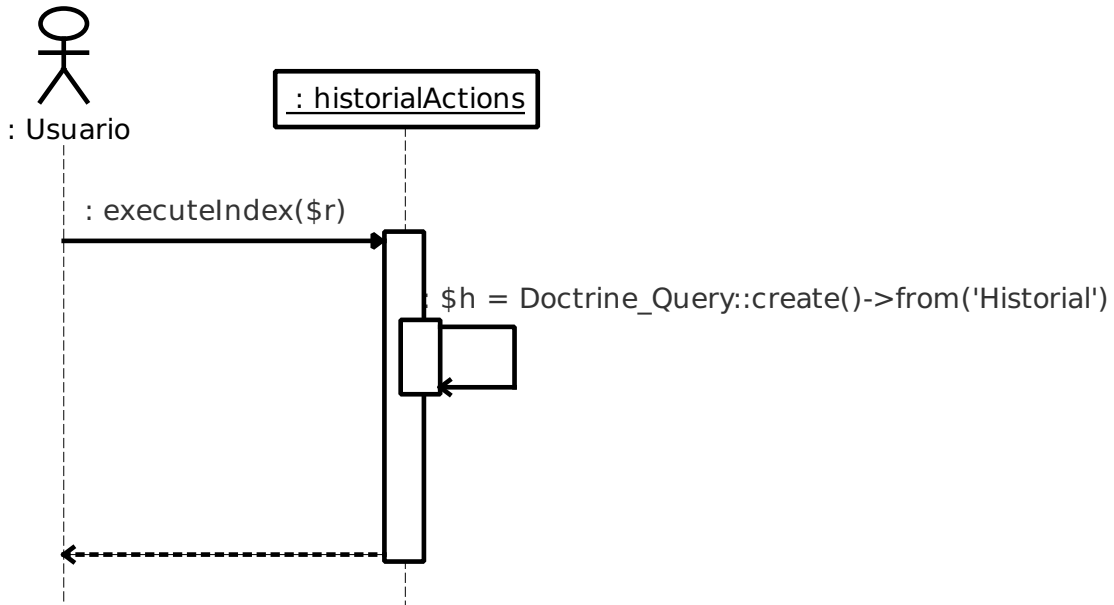 : Usuario
: historialActions
: executeIndex($r)
: $h = Doctrine_Query::create()->from('Historial')